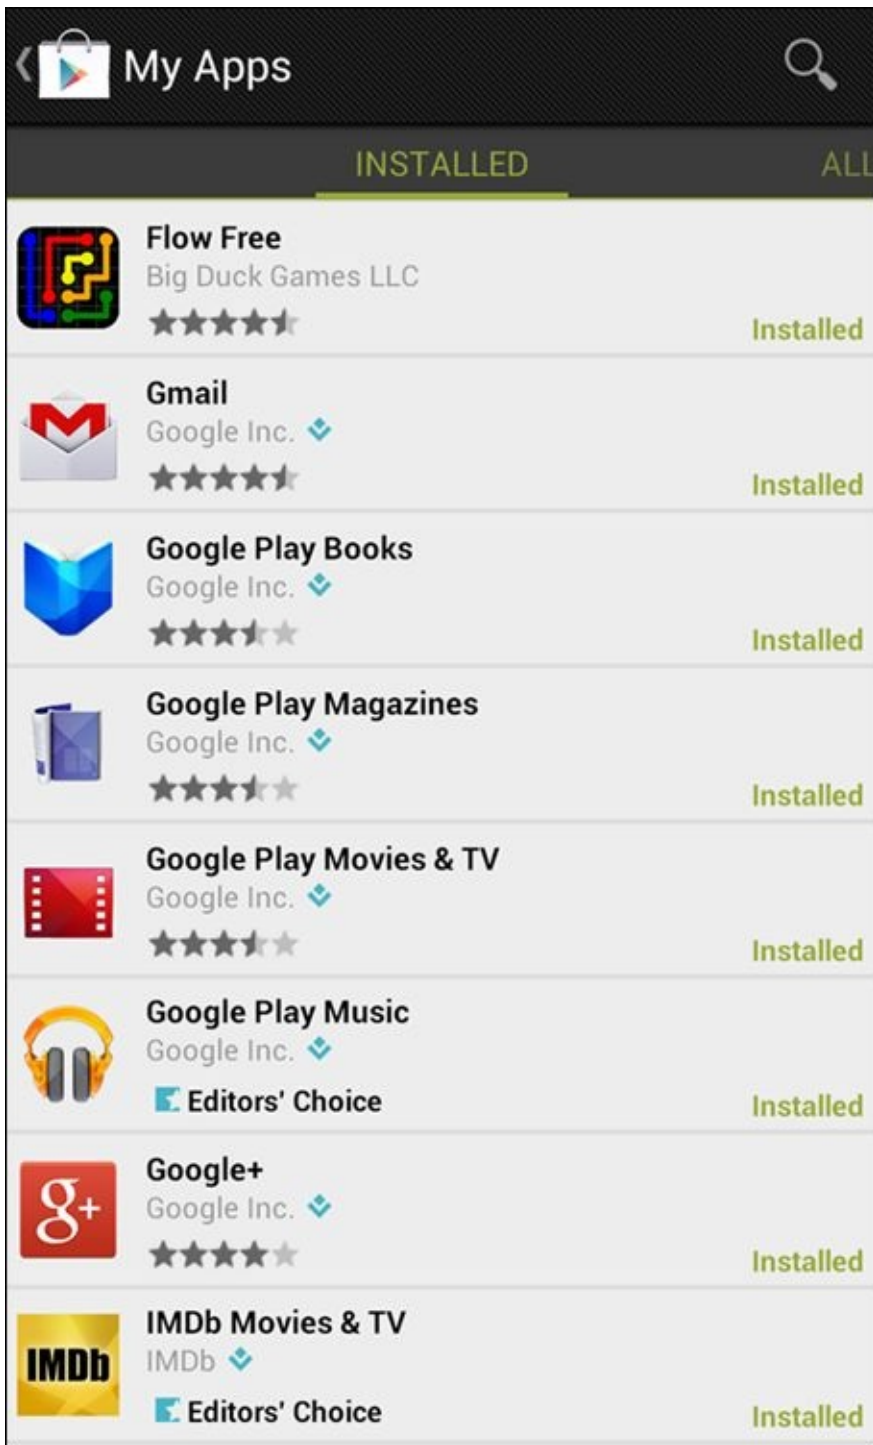 My Apps
INSTALLED
ALL
Flow Free
Big Duck Games LLC
Installed
Gmail
Google Inc.
Installed
Google Play Books
Google Inc.
Installed
Google Play Magazines
Google Inc.
Installed
Google Play Movies & TV
Google Inc.
Installed
Google Play Music
Google Inc.
Editors' Choice
Installed
g+
Google+
Google Inc.
Installed
IMDb
IMDb Movies & TV
IMDb
Editors' Choice
Installed